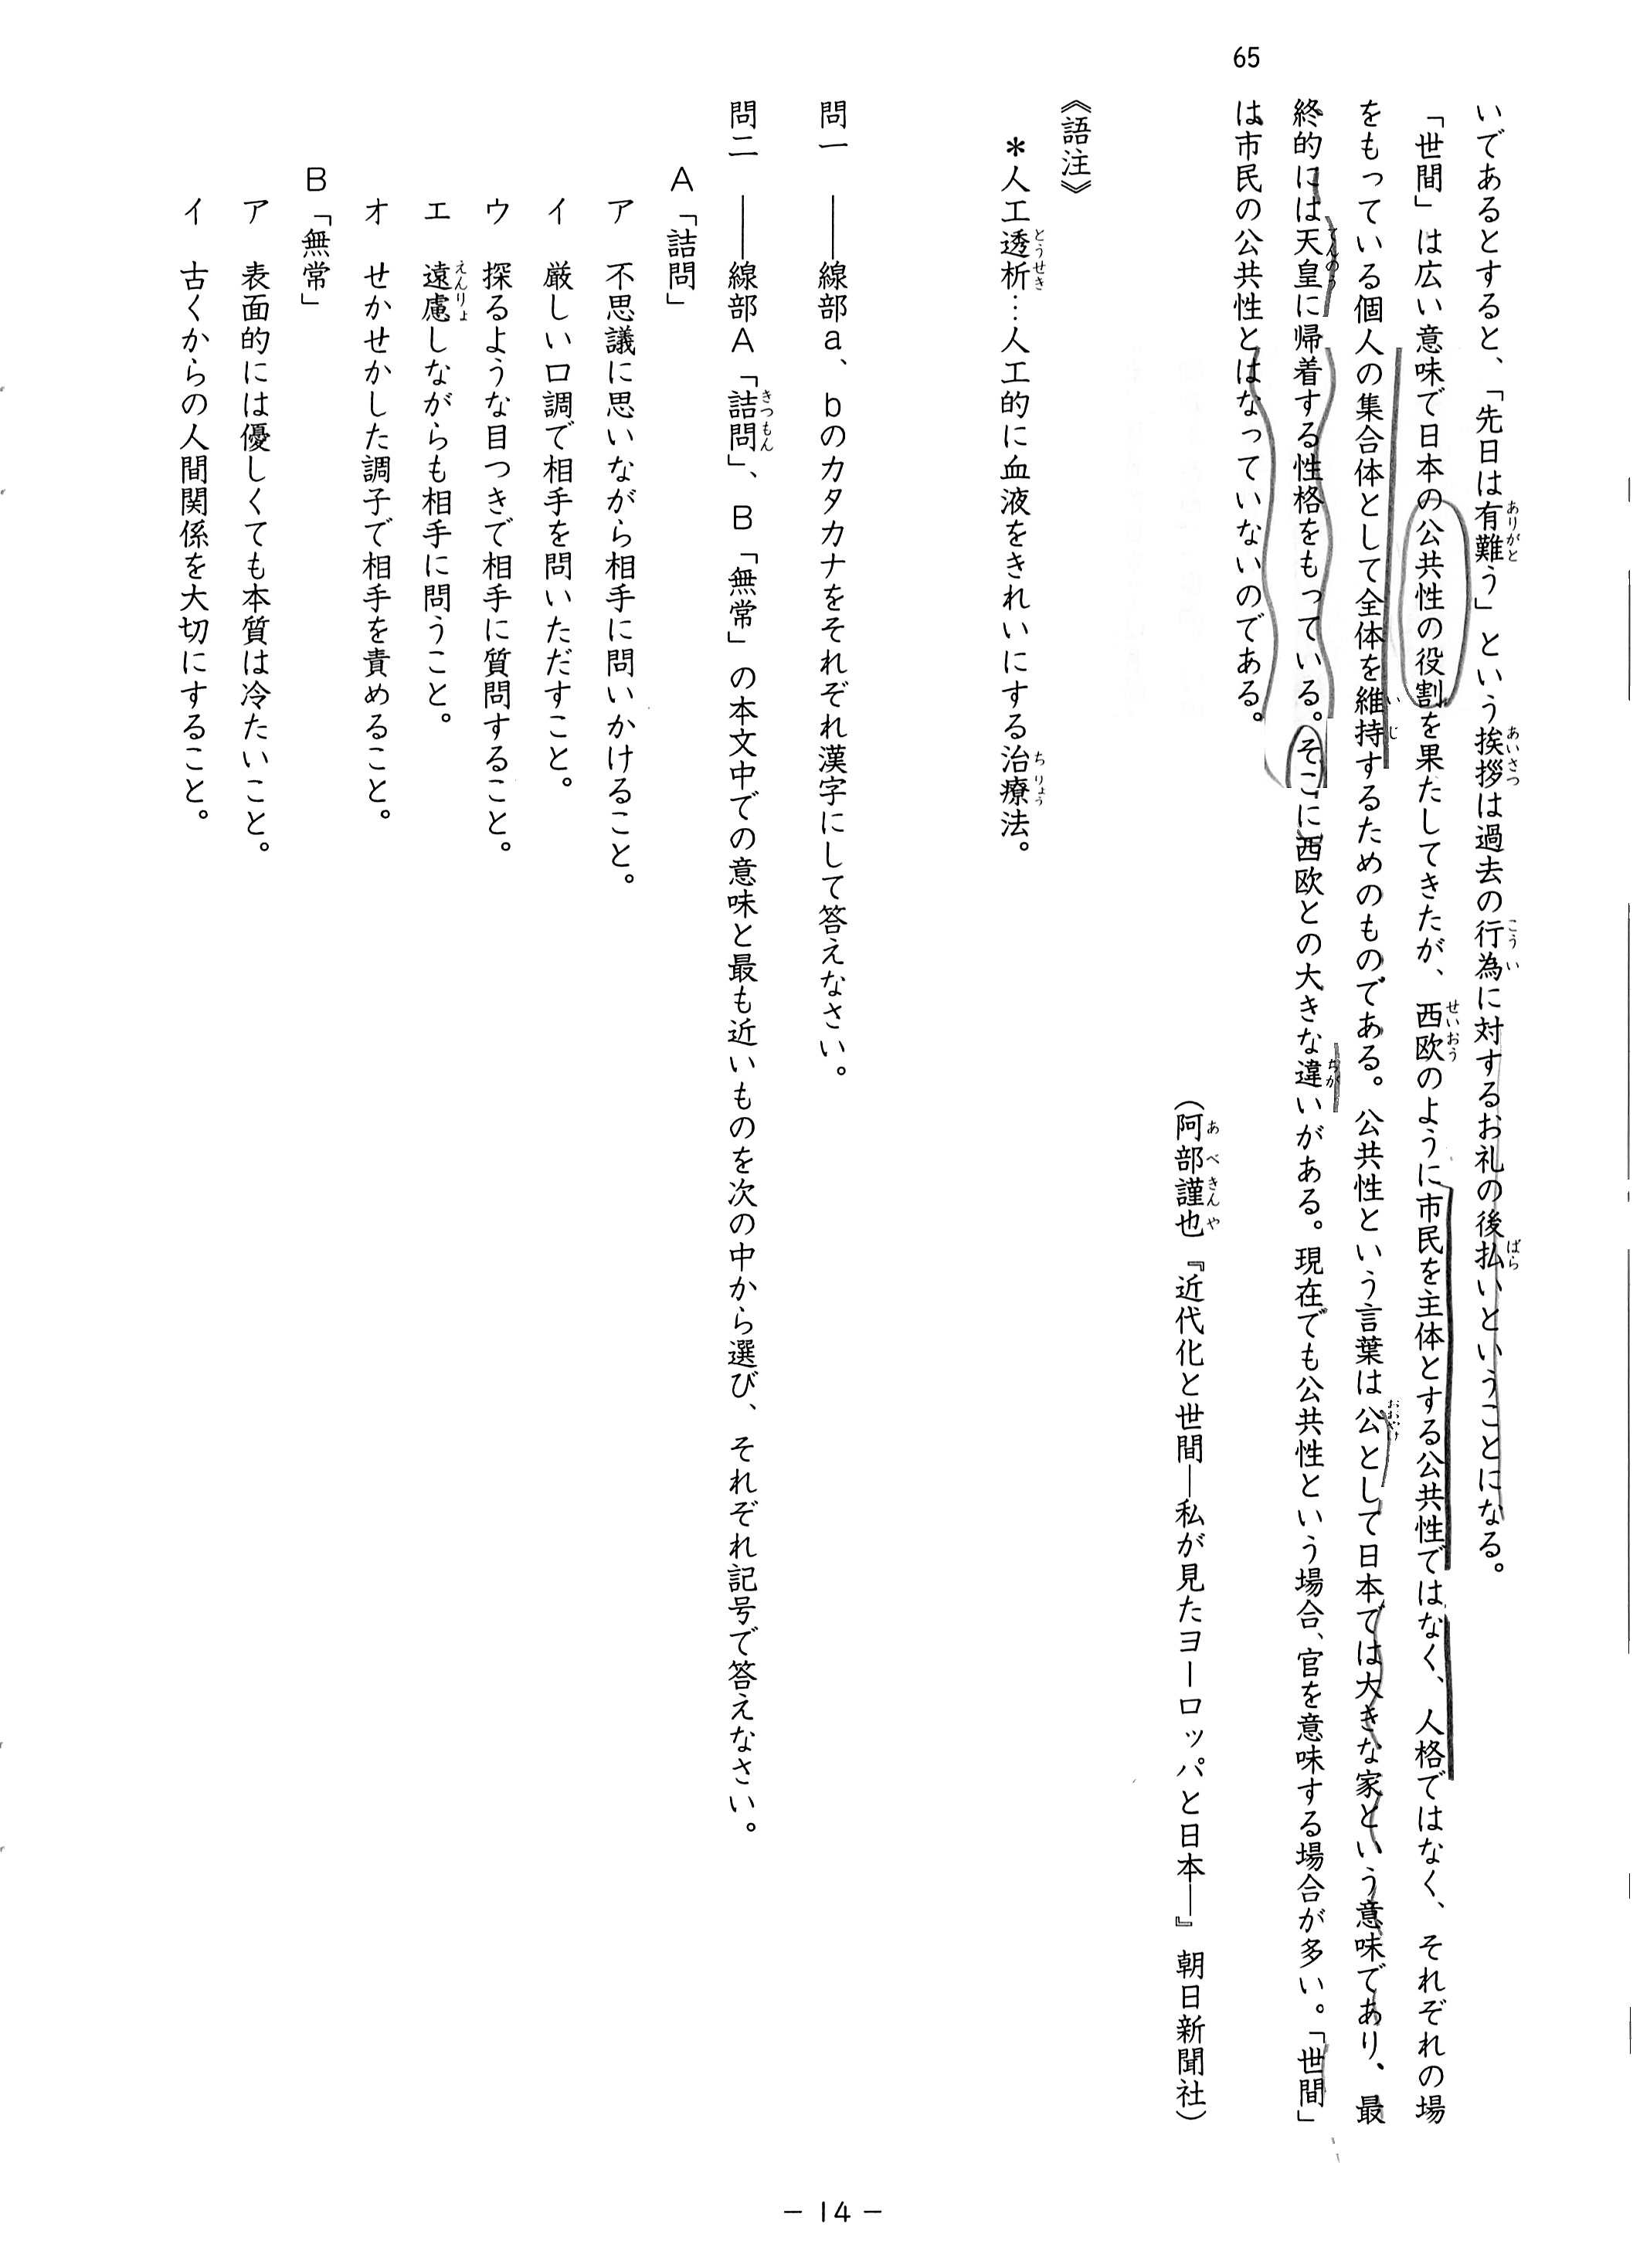 いであるとすると、「先日は有難う」という挨拶は過去の行為に対するお礼の後払いということになる。
「世間」は広い意味で日本の公共性の役割を果たしてきたが、西欧のように市民を主体とする公共性ではなく、人格ではなく、それぞれの場
をもっている個人の集合体として全体を維持するためのものである。公共性という言葉は公として日本では大きな家という意味であり、最
終的には天皇に帰着する性格をもっている。そこに西欧との大きな違いがある。現在でも公共性という場合、官を意味する場合が多い。「世間」
65
は市民の公共性とはなっていないのである。
（阿部謹也『近代化と世間―私が見たヨーロッパと日本―』朝日新聞社）
《語注》
＊人工透析…人工的に血液をきれいにする治療法。
問一　――線部ａ、ｂのカタカナをそれぞれ漢字にして答えなさい。
問二　――線部Ａ「詰問」、Ｂ「無常」の本文中での意味と最も近いものを次の中から選び、それぞれ記号で答えなさい。
Ａ「詰問」
ア　不思議に思いながら相手に問いかけること。
イ　厳しい口調で相手を問いただすこと。
ウ　探るような目つきで相手に質問すること。
エ　遠慮しながらも相手に問うこと。
オ　せかせかした調子で相手を責めること。
Ｂ「無常」
ア　表面的には優しくても本質は冷たいこと。
イ　古くからの人間関係を大切にすること。
－14－